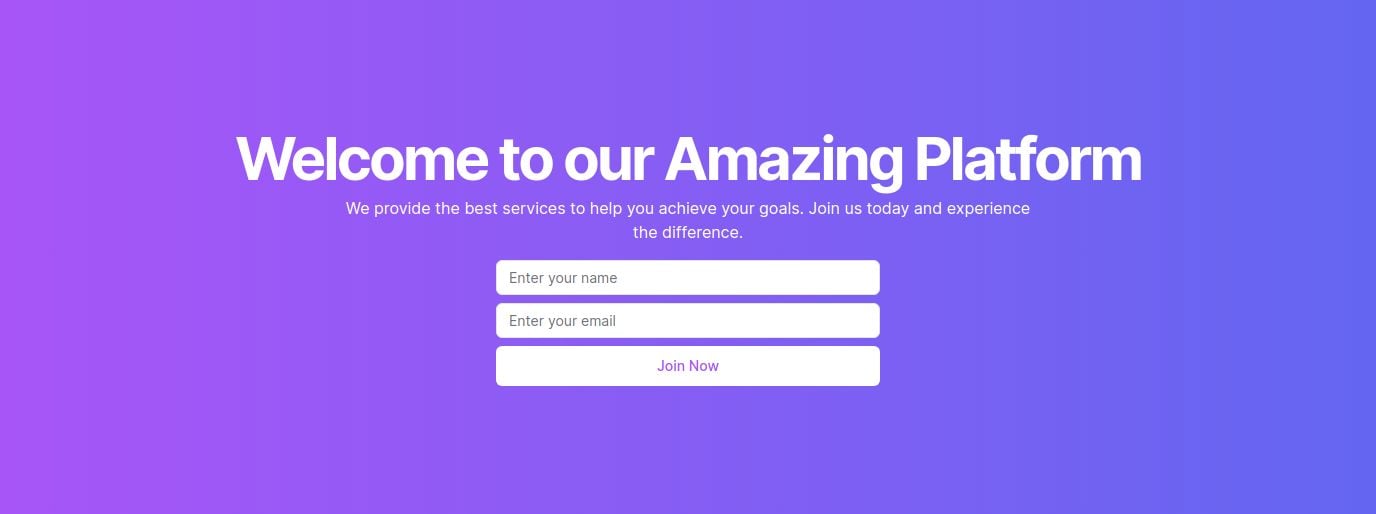 Welcome to our Amazing Platform
We provide the best services to help you achieve your goals. Join us today and experience
the difference.
Enter your name
Enter your email
Join Now